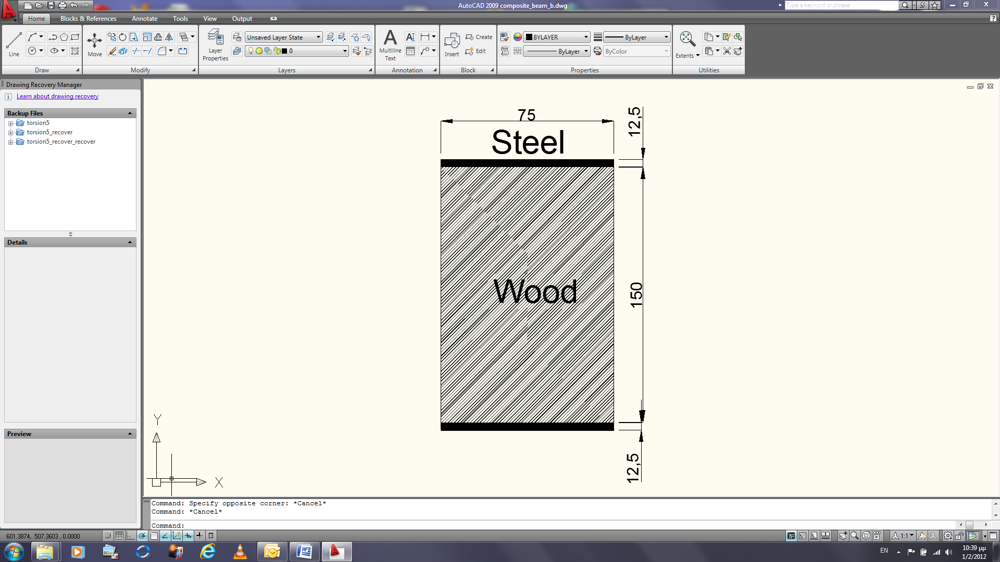 AutoCAD 2009 composite_beam_b.dwg
Type a keyword or phrase
Home Blocks & References Annotate Tools View Output
Line
Move
Layer Properties
Unsaved Layer State
0
Multiline Text
Insert
Create
Edit
BYLAYER
ByLayer
ByLayer
ByColor
Extents
Draw Modify Layers Annotation Block Properties Utilities
Drawing Recovery Manager
Learn about drawing recovery
Backup Files
torsion5
torsion5_recover
torsion5_recover_recover
Details
Preview
75
12,5
Steel
Wood
150
12,5
Y
X
Command: Specify opposite corner: *Cancel*
Command: *Cancel*
Command:
601.3874, 507.3603 , 0.0000
1:1
EN
10:39 μμ
1/2/2012